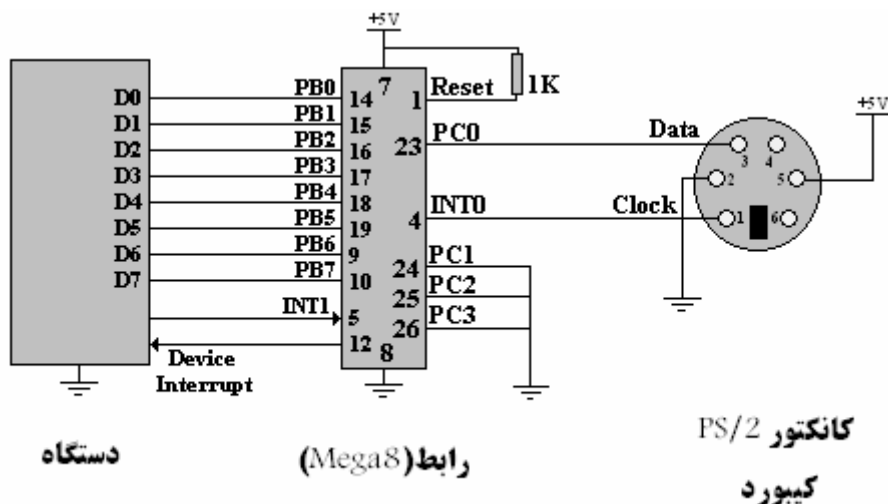 +5V
7
Reset
1K
1
+5V
D0
PB0
14
D1
PB1
15
D2
PB2
16
D3
PB3
17
D4
PB4
18
D5
PB5
19
D6
PB6
9
D7
PB7
10
23
PC0
Data
3
4
2
5
4
INT0
Clock
1
6
24
PC1
25
PC2
26
PC3
INT1
5
12
8
Device
Interrupt
دستگاه
رابط(Mega8)
کانکتور PS/2
کیبورد